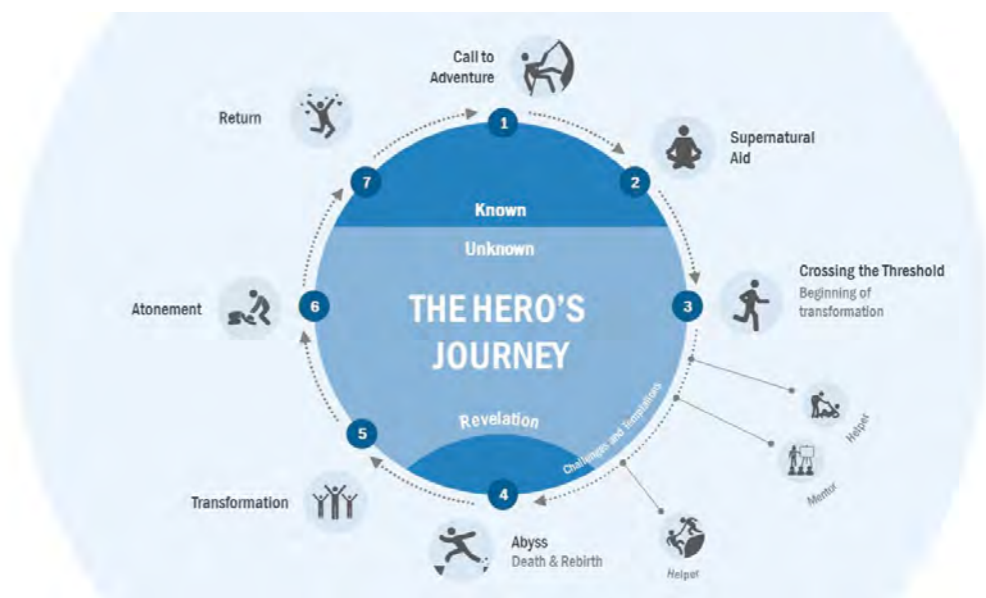 Call to
Adventure
1
Supernatural
Aid
2
Crossing the Threshold
Beginning of
transformation
3
Helper
Mentor
Helper
Challenges and Temptations
Abyss
Death & Rebirth
4
Transformation
5
Atonement
6
Return
7
Known
Unknown
THE HERO'S
JOURNEY
Revelation